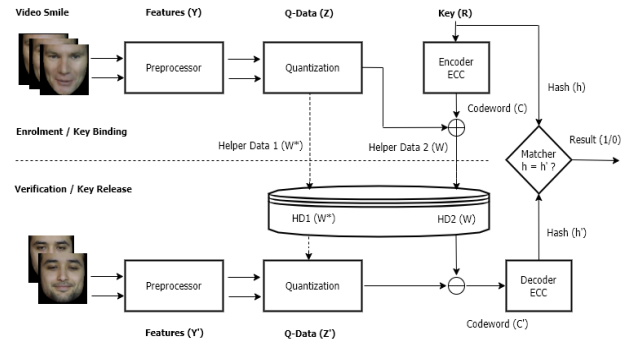 Video Smile
Features (Y)
Q-Data (Z)
Key (R)
Preprocessor
Quantization
Encoder
ECC
Hash (h)
Codeword (C)
Enrolment / Key Binding
Helper Data 1 (W*)
Helper Data 2 (W)
Result (1/0)
Matcher
h = h' ?
Verification / Key Release
HD1 (W*)
HD2 (W)
Hash (h')
Preprocessor
Quantization
Decoder
ECC
Codeword (C')
Features (Y')
Q-Data (Z')